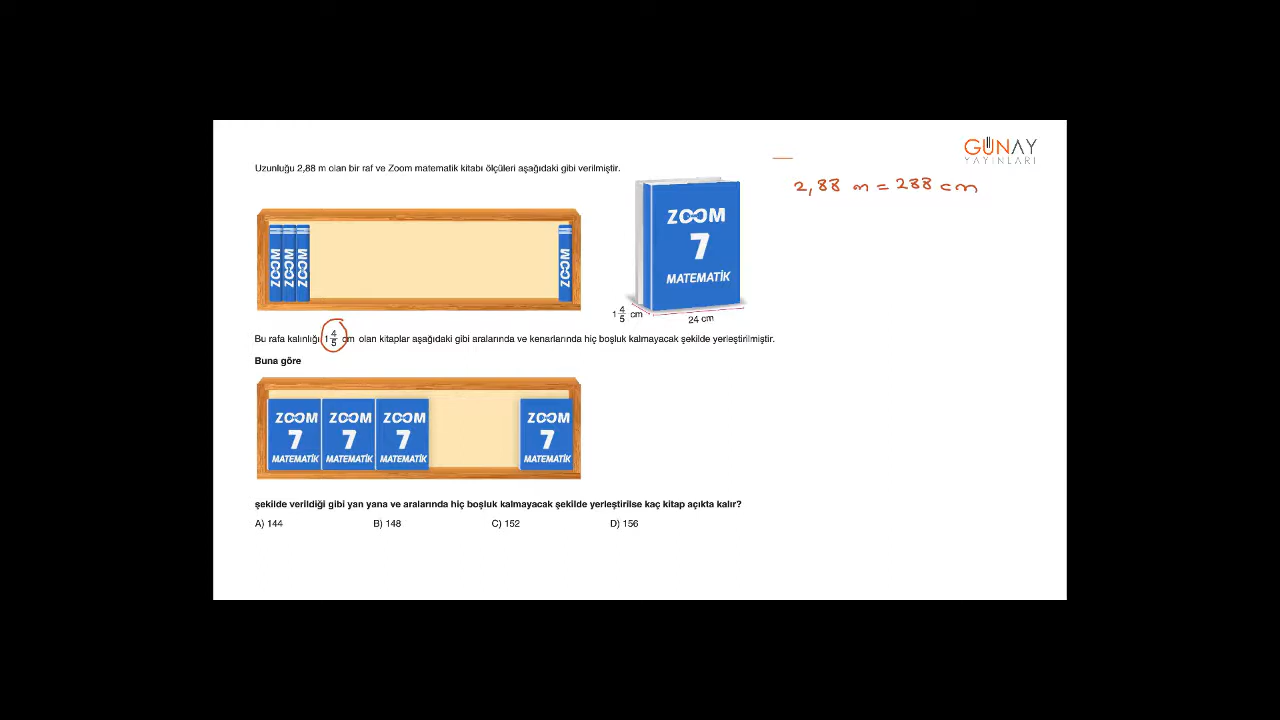 GÜNAY
YAYINLARI
Uzunluğu 2,88 m olan bir raf ve Zoom matematik kitabı ölçüleri aşağıdaki gibi verilmiştir.
2,88 m = 288 cm
ZOOM ZOOM ZOOM ZOOM
ZOOM
7
MATEMATİK
1 4/5 cm
24 cm
Bu rafa kalınlığı 1 4/5 cm olan kitaplar aşağıdaki gibi aralarında ve kenarlarında hiç boşluk kalmayacak şekilde yerleştirilmiştir.
Buna göre
ZOOM ZOOM ZOOM ZOOM
7 7 7 7
MATEMATİK MATEMATİK MATEMATİK MATEMATİK
şekilde verildiği gibi yan yana ve aralarında hiç boşluk kalmayacak şekilde yerleştirilse kaç kitap açıkta kalır?
A) 144 B) 148 C) 152 D) 156